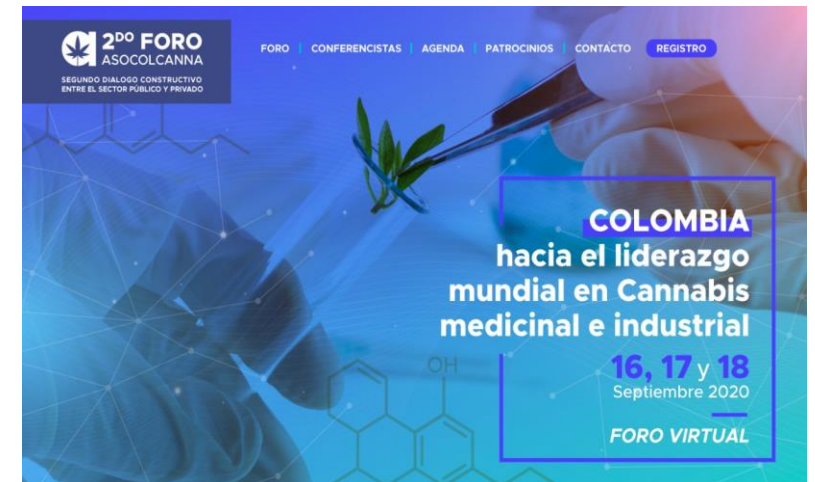 2DO FORO
ASOCOLCANNA
SEGUNDO DIALOGO CONSTRUCTIVO
ENTRE EL SECTOR PÚBLICO Y PRIVADO
FORO | CONFERENCISTAS | AGENDA | PATROCINIOS | CONTACTO REGISTRO
COLOMBIA
hacia el liderazgo
mundial en Cannabis
medicinal e industrial
16, 17 y 18
Septiembre 2020
FORO VIRTUAL
OH